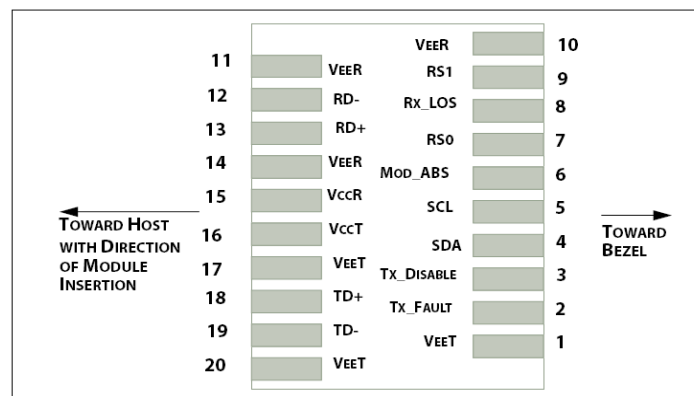 VEER 10
11 VEER RS1 9
12 RD- RX_LOS 8
13 RD+ RS0 7
14 VEER MOD_ABS 6
15 VCCR SCL 5
16 VCCT SDA 4
17 VEET TX_DISABLE 3
18 TD+ TX_FAULT 2
19 TD- VEET 1
20 VEET
TOWARD HOST
WITH DIRECTION
OF MODULE
INSERTION
TOWARD
BEZEL